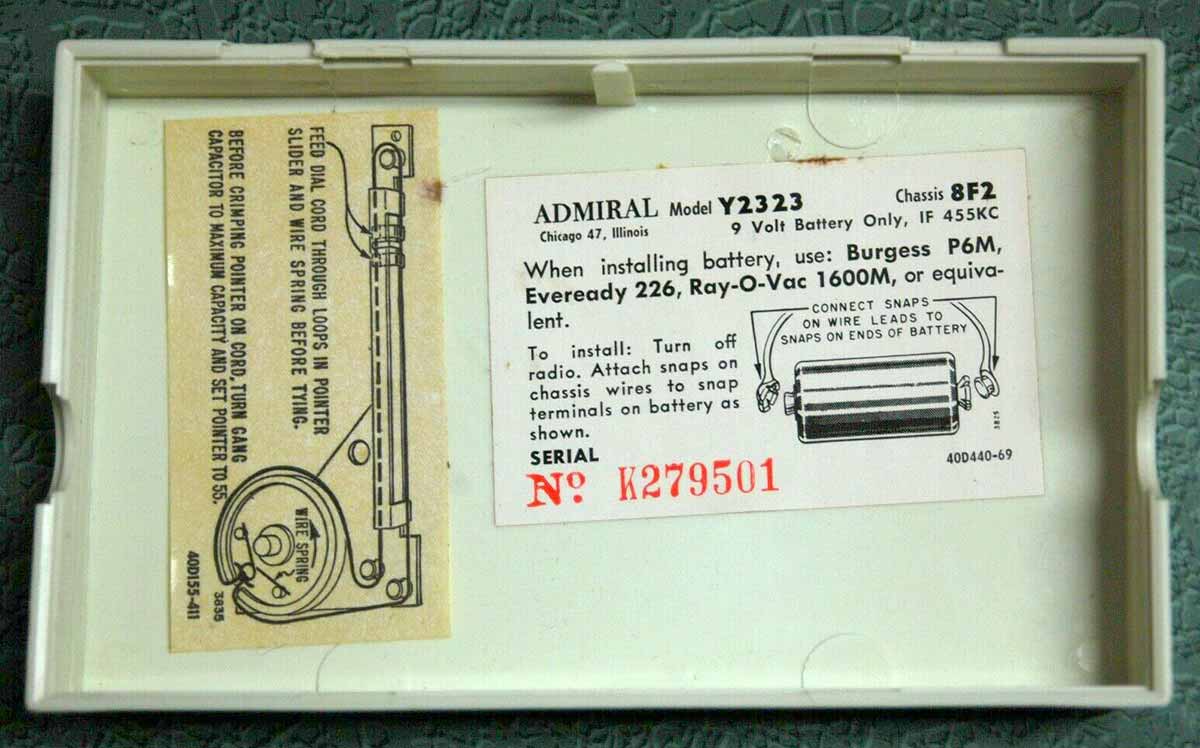 FEED DIAL CORD THROUGH LOOPS IN POINTER
SLIDER AND WIRE SPRING BEFORE TYING.
BEFORE CRIMPING POINTER ON CORD, TURN GANG
CAPACITOR TO MAXIMUM CAPACITY AND SET POINTER TO 55.
WIRE SPRING
3835
40D155-411
ADMIRAL Model Y2323 Chassis 8F2
Chicago 47, Illinois 9 Volt Battery Only, IF 455KC
When installing battery, use: Burgess P6M,
Eveready 226, Ray-O-Vac 1600M, or equiva-
lent.
CONNECT SNAPS
ON WIRE LEADS TO
SNAPS ON ENDS OF BATTERY
To install: Turn off
radio. Attach snaps on
chassis wires to snap
terminals on battery as
shown.
SERIAL
No. K279501
40D440-69